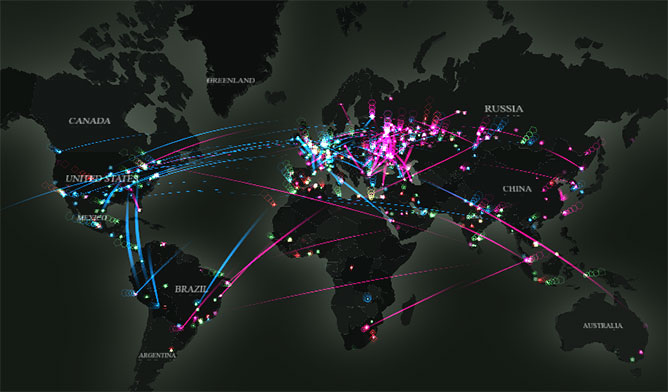 GREENLAND
CANADA
RUSSIA
UNITED STATES
CHINA
MEXICO
BRAZIL
AUSTRALIA
ARGENTINA